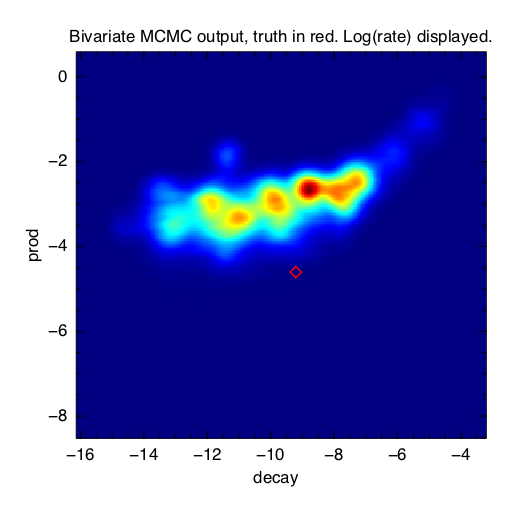 Bivariate MCMC output, truth in red. Log(rate) displayed.
0
−2
−4
−6
−8
prod
−16 −14 −12 −10 −8 −6 −4
decay